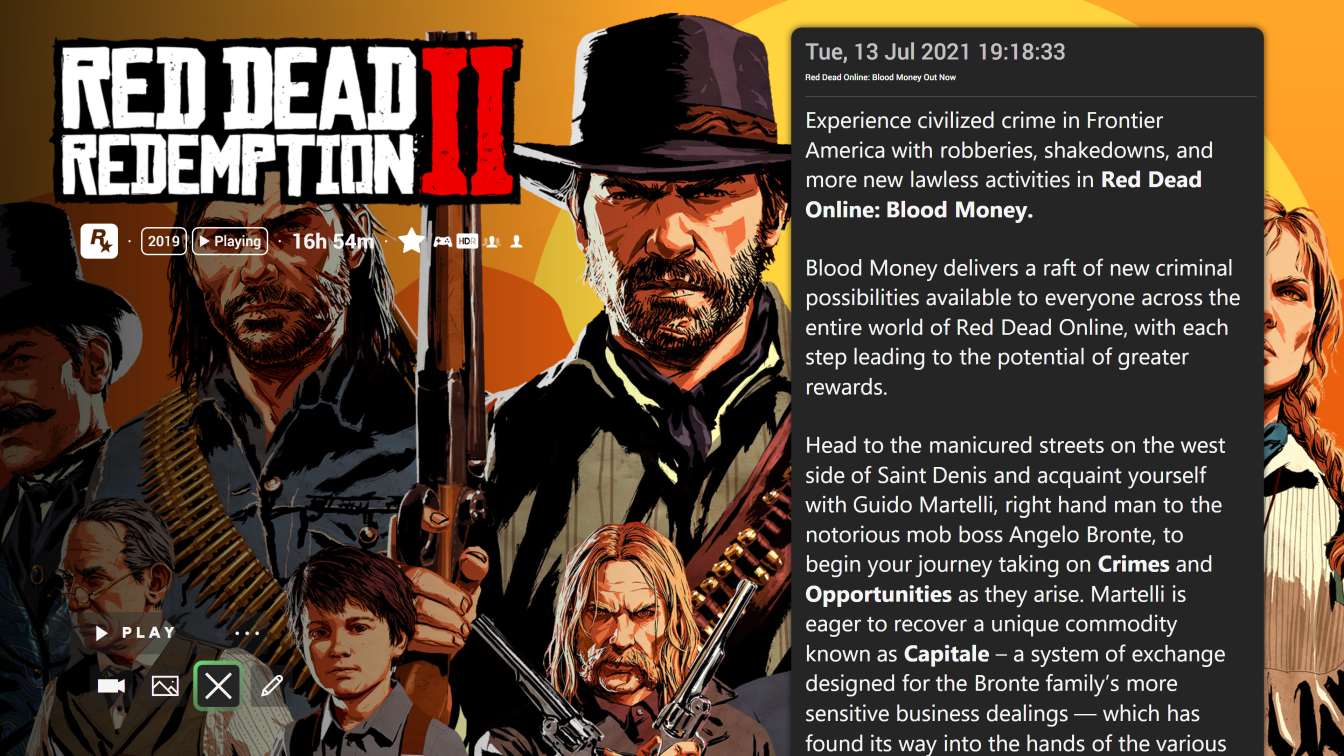 RED DEAD
REDEMPTION II
R
2019 Playing 16h 54m HDR
PLAY
Tue, 13 Jul 2021 19:18:33
Red Dead Online: Blood Money Out Now
Experience civilized crime in Frontier
America with robberies, shakedowns, and
more new lawless activities in Red Dead
Online: Blood Money.
Blood Money delivers a raft of new criminal
possibilities available to everyone across the
entire world of Red Dead Online, with each
step leading to the potential of greater
rewards.
Head to the manicured streets on the west
side of Saint Denis and acquaint yourself
with Guido Martelli, right hand man to the
notorious mob boss Angelo Bronte, to
begin your journey taking on Crimes and
Opportunities as they arise. Martelli is
eager to recover a unique commodity
known as Capitale – a system of exchange
designed for the Bronte family’s more
sensitive business dealings — which has
found its way into the hands of the various